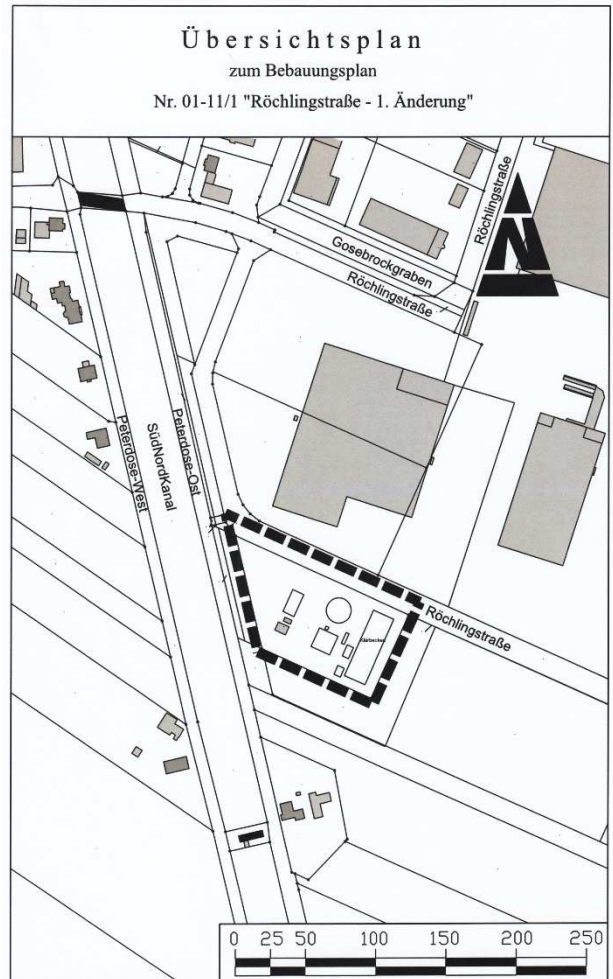 Übersichtsplan
zum Bebauungsplan
Nr. 01-11/1 "Röchlingstraße - 1. Änderung"
Röchlingstraße
N
Gosebrockgraben
Röchlingstraße
Peterdose-West
SüdNordKanal
Peterdose-Ost
Röchlingstraße
0 25 50 100 150 200 250